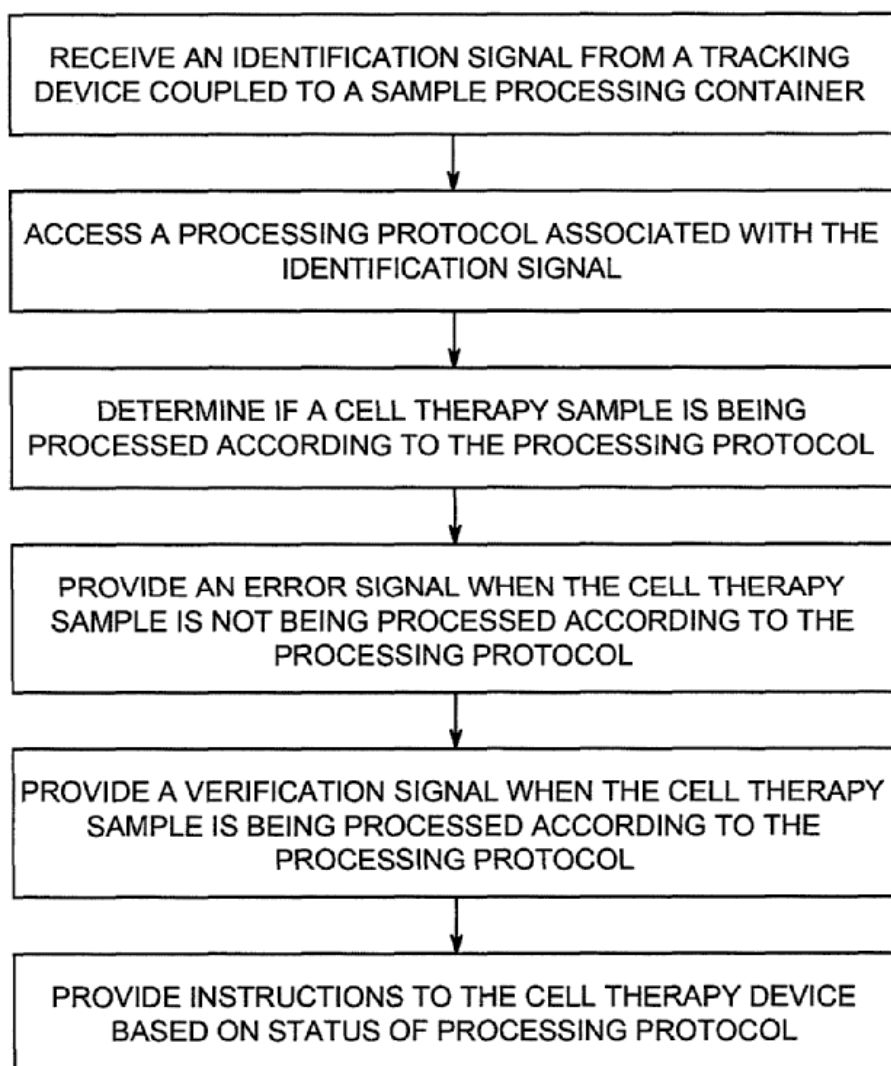 RECEIVE AN IDENTIFICATION SIGNAL FROM A TRACKING
DEVICE COUPLED TO A SAMPLE PROCESSING CONTAINER
ACCESS A PROCESSING PROTOCOL ASSOCIATED WITH THE
IDENTIFICATION SIGNAL
DETERMINE IF A CELL THERAPY SAMPLE IS BEING
PROCESSED ACCORDING TO THE PROCESSING PROTOCOL
PROVIDE AN ERROR SIGNAL WHEN THE CELL THERAPY
SAMPLE IS NOT BEING PROCESSED ACCORDING TO THE
PROCESSING PROTOCOL
PROVIDE A VERIFICATION SIGNAL WHEN THE CELL THERAPY
SAMPLE IS BEING PROCESSED ACCORDING TO THE
PROCESSING PROTOCOL
PROVIDE INSTRUCTIONS TO THE CELL THERAPY DEVICE
BASED ON STATUS OF PROCESSING PROTOCOL